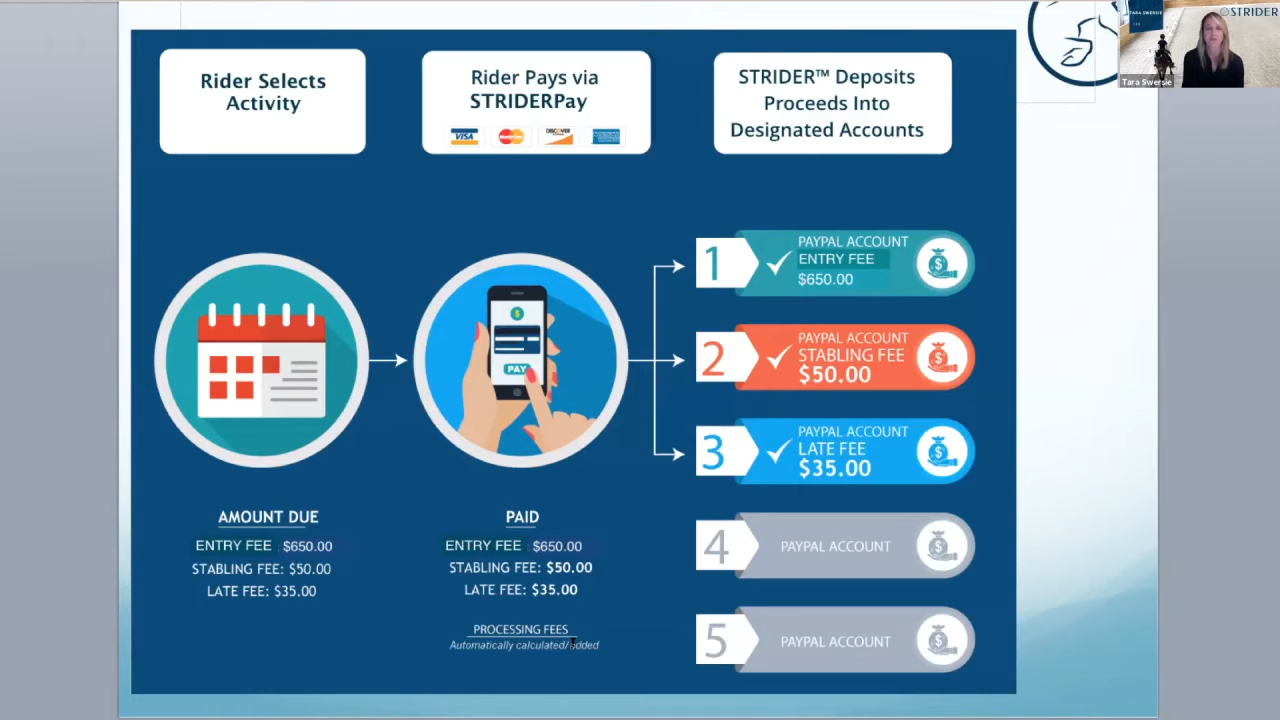 Rider Selects
Activity
Rider Pays via
STRIDERPay
VISA
DISCOVER
STRIDER™ Deposits
Proceeds Into
Designated Accounts
TARA SWERSIE
STRIDER
Tara Swersie
1
PAYPAL ACCOUNT
ENTRY FEE
$650.00
2
PAYPAL ACCOUNT
STABLING FEE
$50.00
PAY
3
PAYPAL ACCOUNT
LATE FEE
$35.00
AMOUNT DUE
ENTRY FEE : $650.00
STABLING FEE: $50.00
LATE FEE: $35.00
PAID
ENTRY FEE : $650.00
STABLING FEE: $50.00
LATE FEE: $35.00
PROCESSING FEES
Automatically calculated/added
4
PAYPAL ACCOUNT
5
PAYPAL ACCOUNT